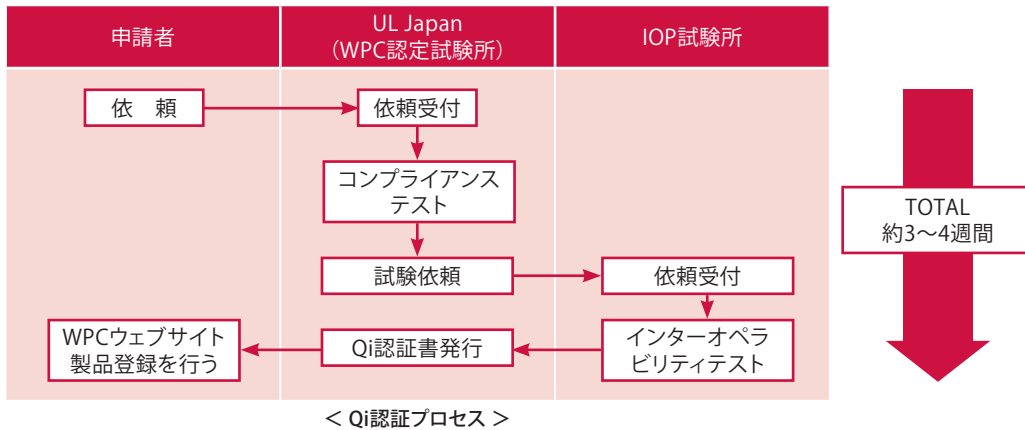 申請者
UL Japan
（WPC認定試験所）
IOP試験所
依　頼
依頼受付
コンプライアンス
テスト
試験依頼
依頼受付
WPCウェブサイト
製品登録を行う
Qi認証書発行
インターオペラ
ビリティテスト
TOTAL
約3～4週間
＜ Qi認証プロセス ＞